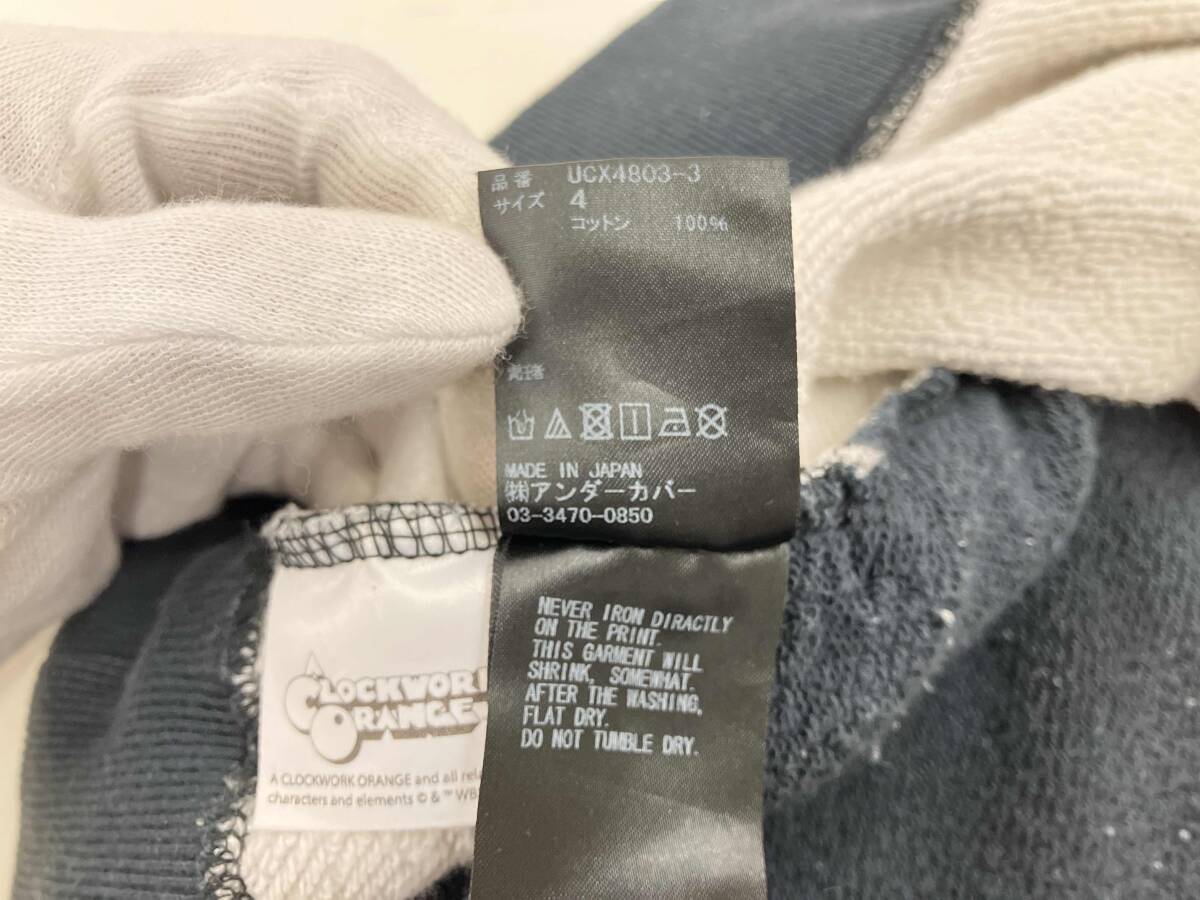 品番 UCX4803-3
サイズ 4
コットン 100%
MADE IN JAPAN
㈱アンダーカバー
03-3470-0850
NEVER IRON DIRACTLY
ON THE PRINT.
THIS GARMENT WILL
SHRINK, SOMEWHAT.
AFTER THE WASHING,
FLAT DRY.
DO NOT TUMBLE DRY.
A
CLOCKWORK
ORANGE
A CLOCKWORK ORANGE and all
characters and elements © & ™ WB